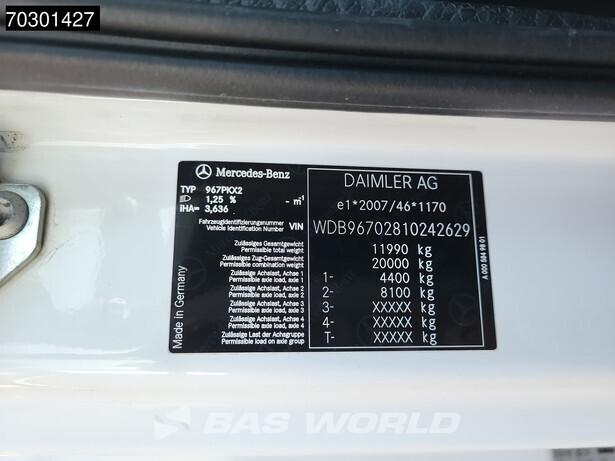 70301427
Mercedes-Benz
TYP 967PKX2
1,25 % - m⁻¹
iHA= 3,636
Fahrzeugidentifizierungsnummer
Vehicle Identification Number VIN
DAIMLER AG
e1*2007/46*1170
WDB96702810242629
Zulässiges Gesamtgewicht
Permissible total weight 11990 kg
Zulässiges Zug-Gesamtgewicht
Permissible combination weight 20000 kg
Zulässige Achslast, Achse 1
Permissible axle load, axle 1 1- 4400 kg
Zulässige Achslast, Achse 2
Permissible axle load, axle 2 2- 8100 kg
Zulässige Achslast, Achse 3
Permissible axle load, axle 3 3- XXXXX kg
Zulässige Achslast, Achse 4
Permissible axle load, axle 4 4- XXXXX kg
Zulässige Last der Achsgruppe
Permissible load on axle group T- XXXXX kg
Made in Germany
A 000 584 98 01
BAS WORLD